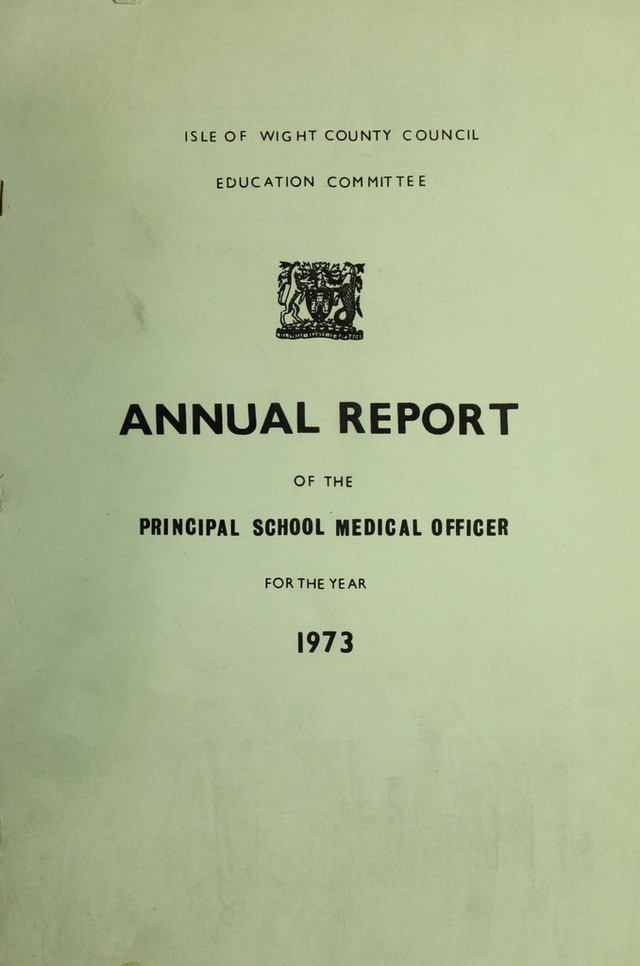 ISLE OF WIGHT COUNTY COUNCIL
EDUCATION COMMITTEE
ANNUAL REPORT
OF THE
PRINCIPAL SCHOOL MEDICAL OFFICER
FOR THE YEAR
1973